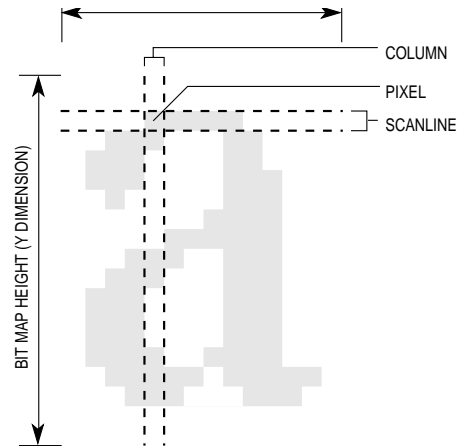 COLUMN
PIXEL
SCANLINE
BIT MAP HEIGHT (Y DIMENSION)